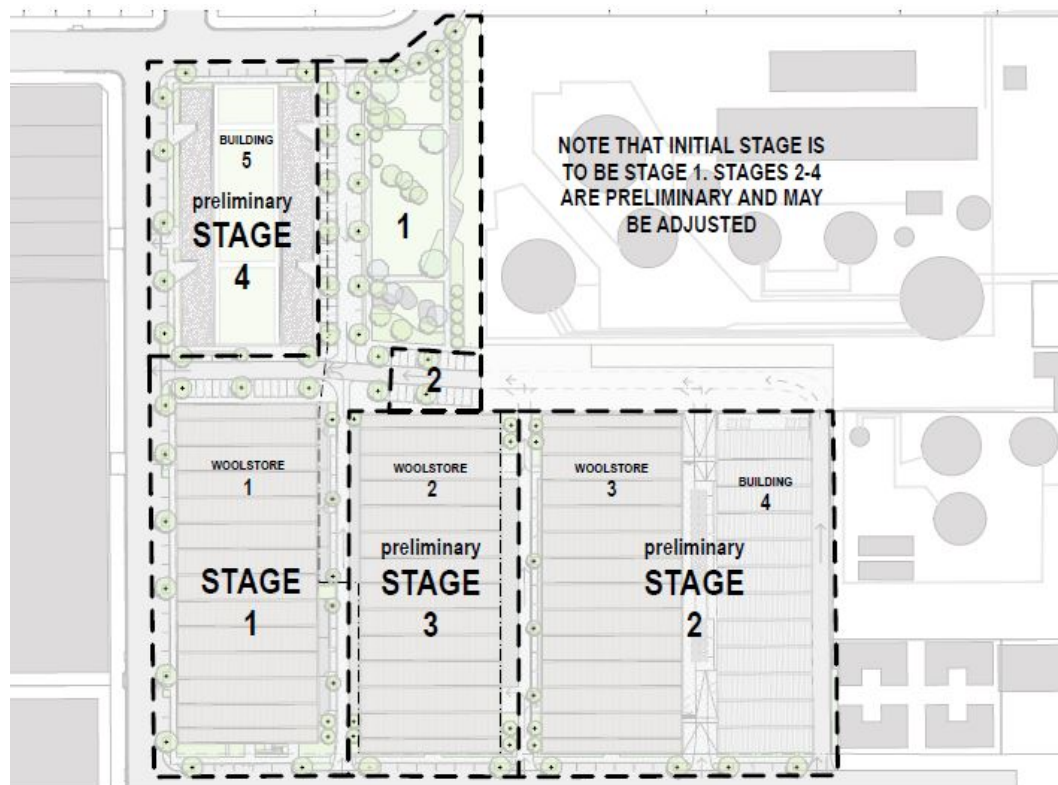 NOTE THAT INITIAL STAGE IS
TO BE STAGE 1. STAGES 2-4
ARE PRELIMINARY AND MAY
BE ADJUSTED
BUILDING
5
preliminary
STAGE
4
1
2
WOOLSTORE
1
STAGE
1
WOOLSTORE
2
preliminary
STAGE
3
WOOLSTORE
3
preliminary
STAGE
2
BUILDING
4